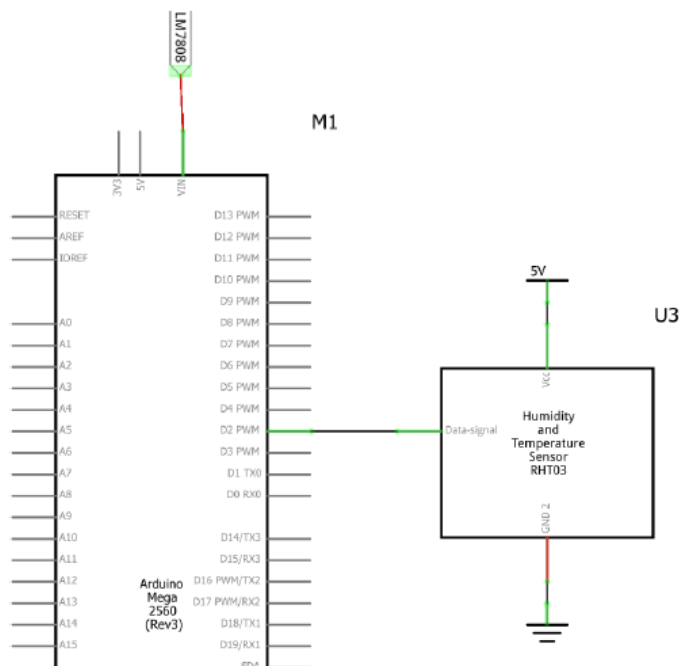 LM7808
M1
3V3
5V
VIN
RESET
AREF
IOREF
A0
A1
A2
A3
A4
A5
A6
A7
A8
A9
A10
A11
A12
A13
A14
A15
D13 PWM
D12 PWM
D11 PWM
D10 PWM
D9 PWM
D8 PWM
D7 PWM
D6 PWM
D5 PWM
D4 PWM
D2 PWM
D3 PWM
D1 TX0
D0 RX0
D14/TX3
D15/RX3
D16 PWM/TX2
D17 PWM/RX2
D18/TX1
D19/RX1
SDA
Arduino
Mega
2560
(Rev3)
5V
U3
Vcc
Data-signal
Humidity
and
Temperature
Sensor
RHT03
GND 2